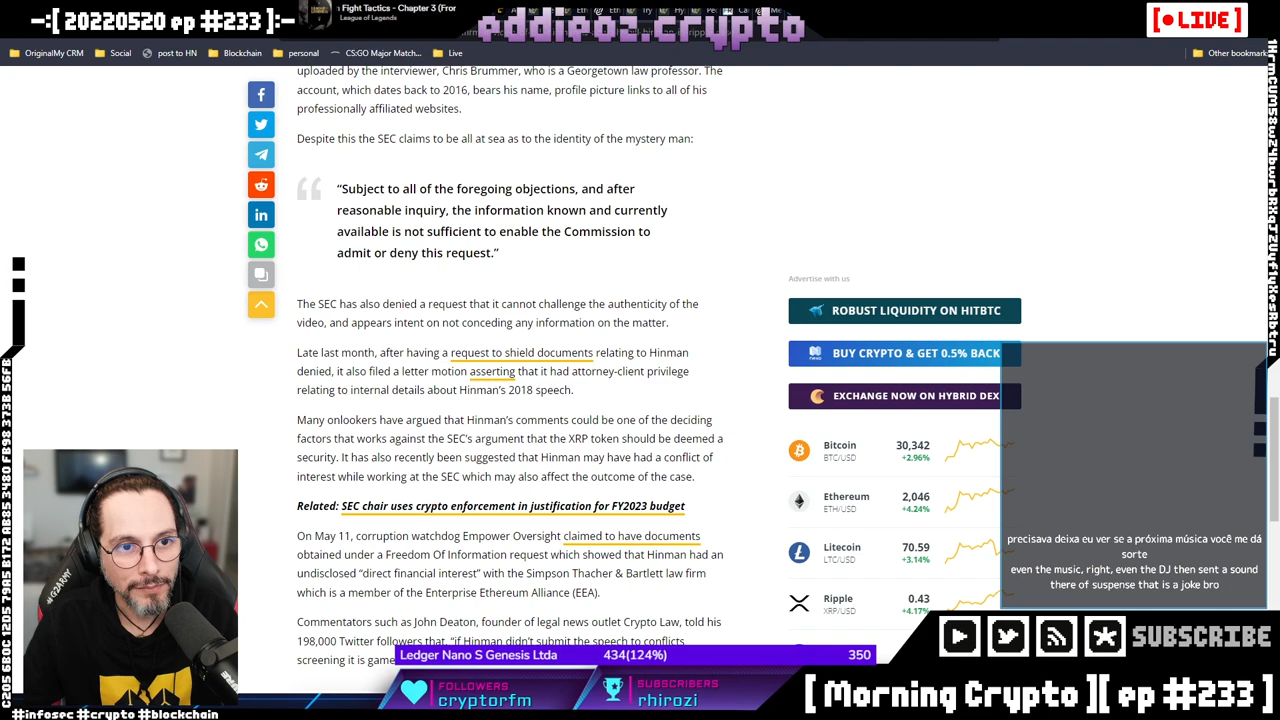 -:[ 20220520 ep #233 ]:-
Fight Tactics - Chapter 3 (Fror
League of Legends
eddieoz.crypto
[ LIVE ]
OriginalMy CRM
Social
post to HN
Blockchain
personal
CS:GO Major Match...
Live
Other bookmark
uploaded by the interviewer, Chris Brummer, who is a Georgetown law professor. The
account, which dates back to 2016, bears his name, profile picture links to all of his
professionally affiliated websites.
Despite this the SEC claims to be all at sea as to the identity of the mystery man:
“Subject to all of the foregoing objections, and after
reasonable inquiry, the information known and currently
available is not sufficient to enable the Commission to
admit or deny this request.”
The SEC has also denied a request that it cannot challenge the authenticity of the
video, and appears intent on not conceding any information on the matter.
Late last month, after having a request to shield documents relating to Hinman
denied, it also filed a letter motion asserting that it had attorney-client privilege
relating to internal details about Hinman’s 2018 speech.
Many onlookers have argued that Hinman’s comments could be one of the deciding
factors that works against the SEC’s argument that the XRP token should be deemed a
security. It has also recently been suggested that Hinman may have had a conflict of
interest while working at the SEC which may also affect the outcome of the case.
Related: SEC chair uses crypto enforcement in justification for FY2023 budget
On May 11, corruption watchdog Empower Oversight claimed to have documents
obtained under a Freedom Of Information request which showed that Hinman had an
undisclosed “direct financial interest” with the Simpson Thacher & Bartlett law firm
which is a member of the Enterprise Ethereum Alliance (EEA).
Commentators such as John Deaton, founder of legal news outlet Crypto Law, told his
198,000 Twitter followers that, “if Hinman didn’t submit the speech to conflicts
screening it is game
Advertise with us
ROBUST LIQUIDITY ON HITBTC
BUY CRYPTO & GET 0.5% BACK
EXCHANGE NOW ON HYBRID DEX
Bitcoin 30,342
BTC/USD +2.96%
Ethereum 2,046
ETH/USD +4.24%
Litecoin 70.59
LTC/USD +3.14%
Ripple 0.43
XRP/USD +4.17%
precisava deixa eu ver se a próxima música você me dá
sorte
even the music, right, even the DJ then sent a sound
there of suspense that is a joke bro
Ledger Nano S Genesis Ltda 434(124%) 350
FOLLOWERS
cryptorfm
SUBSCRIBERS
rhirozi
SUBSCRIBE
[ Morning Crypto ][ ep #233 ]
#infosec #crypto #blockchain